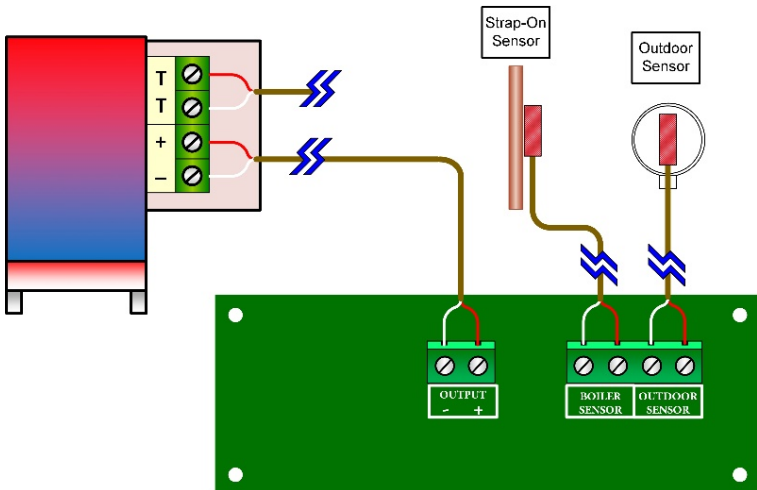 Strap-On
Sensor
Outdoor
Sensor
T
T
+
–
OUTPUT
- +
BOILER
SENSOR
OUTDOOR
SENSOR